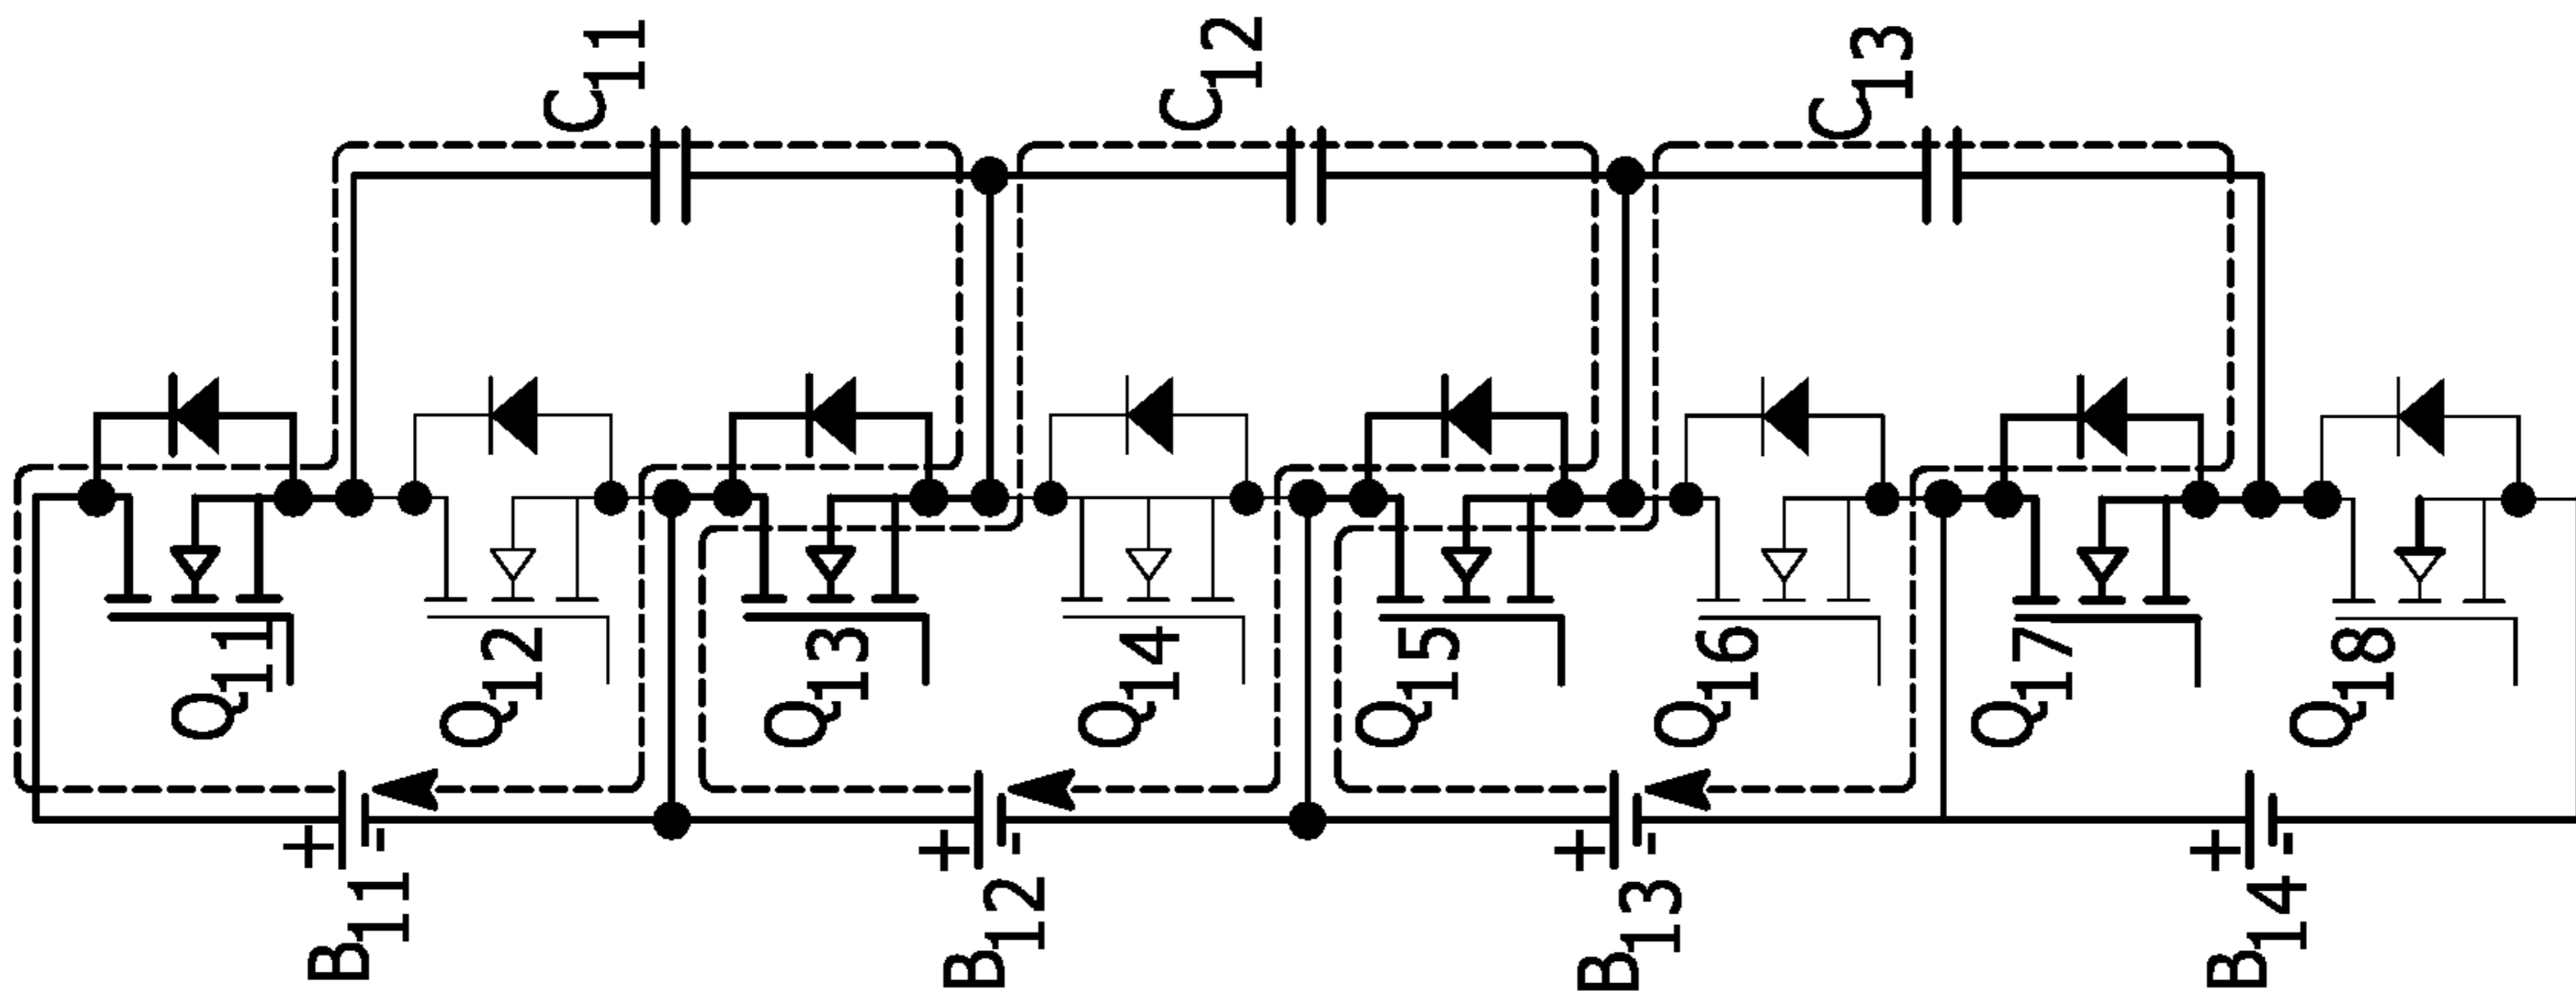 C11
C12
C13
Q11
Q12
Q13
Q14
Q15
Q16
Q17
Q18
+ -
+ -
+ -
+ -
B11
B12
B13
B14